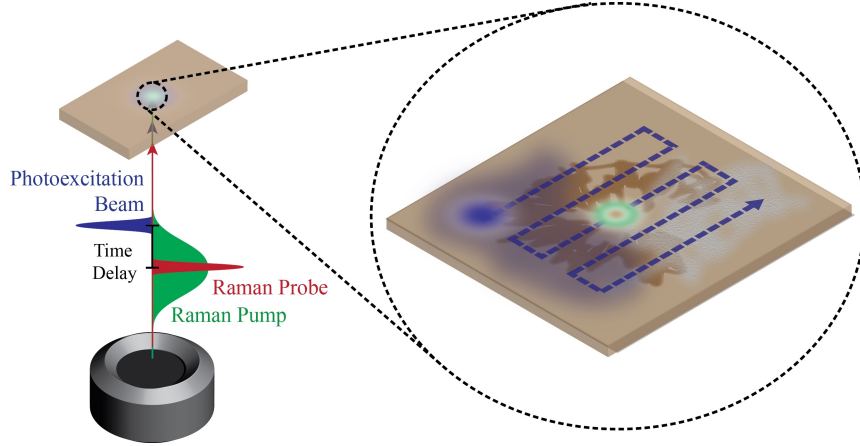 Photoexcitation
Beam
Time
Delay
Raman Probe
Raman Pump